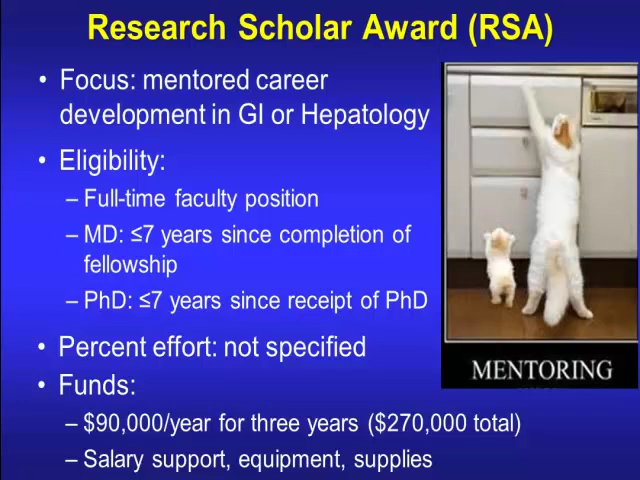 Research Scholar Award (RSA)
• Focus: mentored career
development in GI or Hepatology
• Eligibility:
– Full-time faculty position
– MD: ≤7 years since completion of
fellowship
– PhD: ≤7 years since receipt of PhD
• Percent effort: not specified
• Funds:
– $90,000/year for three years ($270,000 total)
– Salary support, equipment, supplies
MENTORING